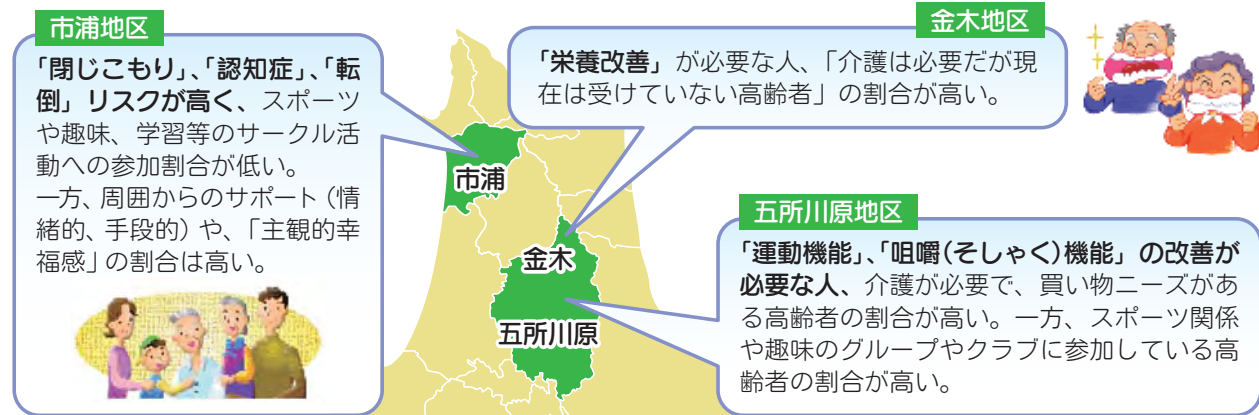 市浦地区
「閉じこもり」、「認知症」、「転
倒」リスクが高く、スポーツ
や趣味、学習等のサークル活
動への参加割合が低い。
一方、周囲からのサポート（情
緒的、手段的）や、「主観的幸
福感」の割合は高い。
金木地区
「栄養改善」が必要な人、「介護は必要だが現
在は受けていない高齢者」の割合が高い。
市浦
金木
五所川原
五所川原地区
「運動機能」、「咀嚼（そしゃく）機能」の改善が
必要な人、介護が必要で、買い物ニーズがあ
る高齢者の割合が高い。一方、スポーツ関係
や趣味のグループやクラブに参加している高
齢者の割合が高い。